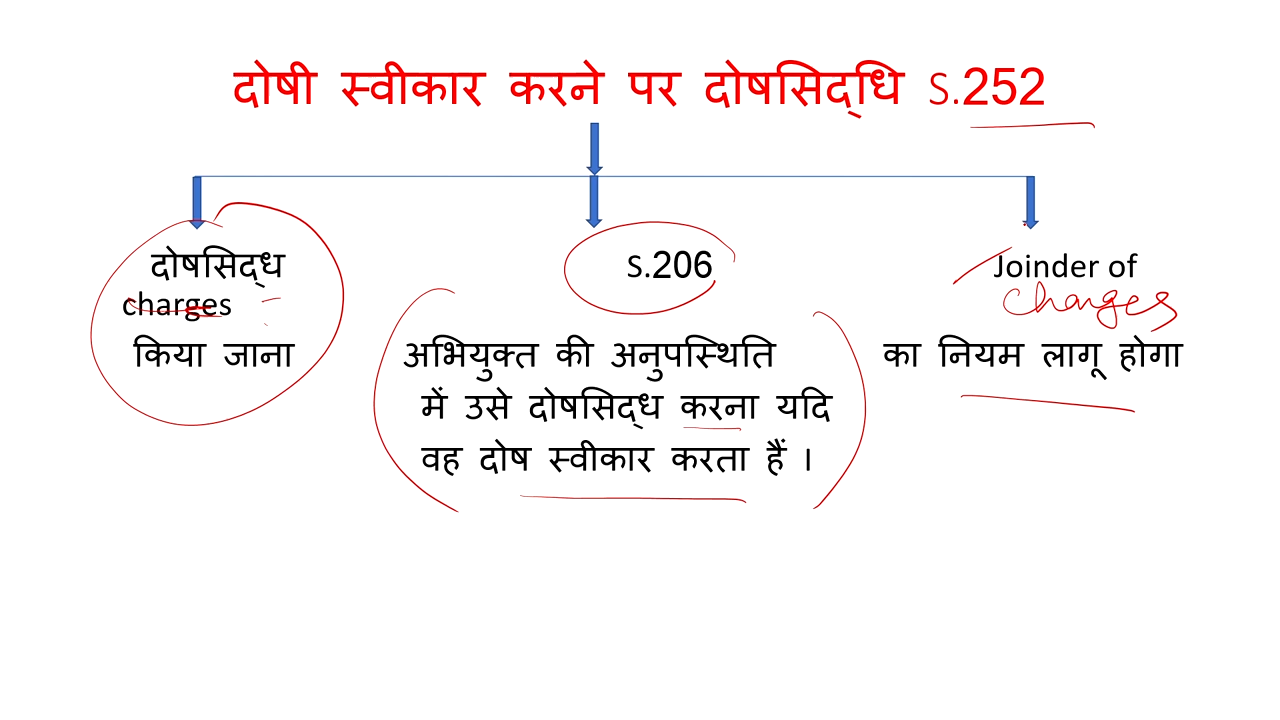 दोषी स्वीकार करने पर दोषसिद्धि S.252
दोषसिद्ध
charges
किया जाना
S.206
अभियुक्त की अनुपस्थिति
में उसे दोषसिद्ध करना यदि
वह दोष स्वीकार करता हैं ।
Joinder of
charges
का नियम लागू होगा